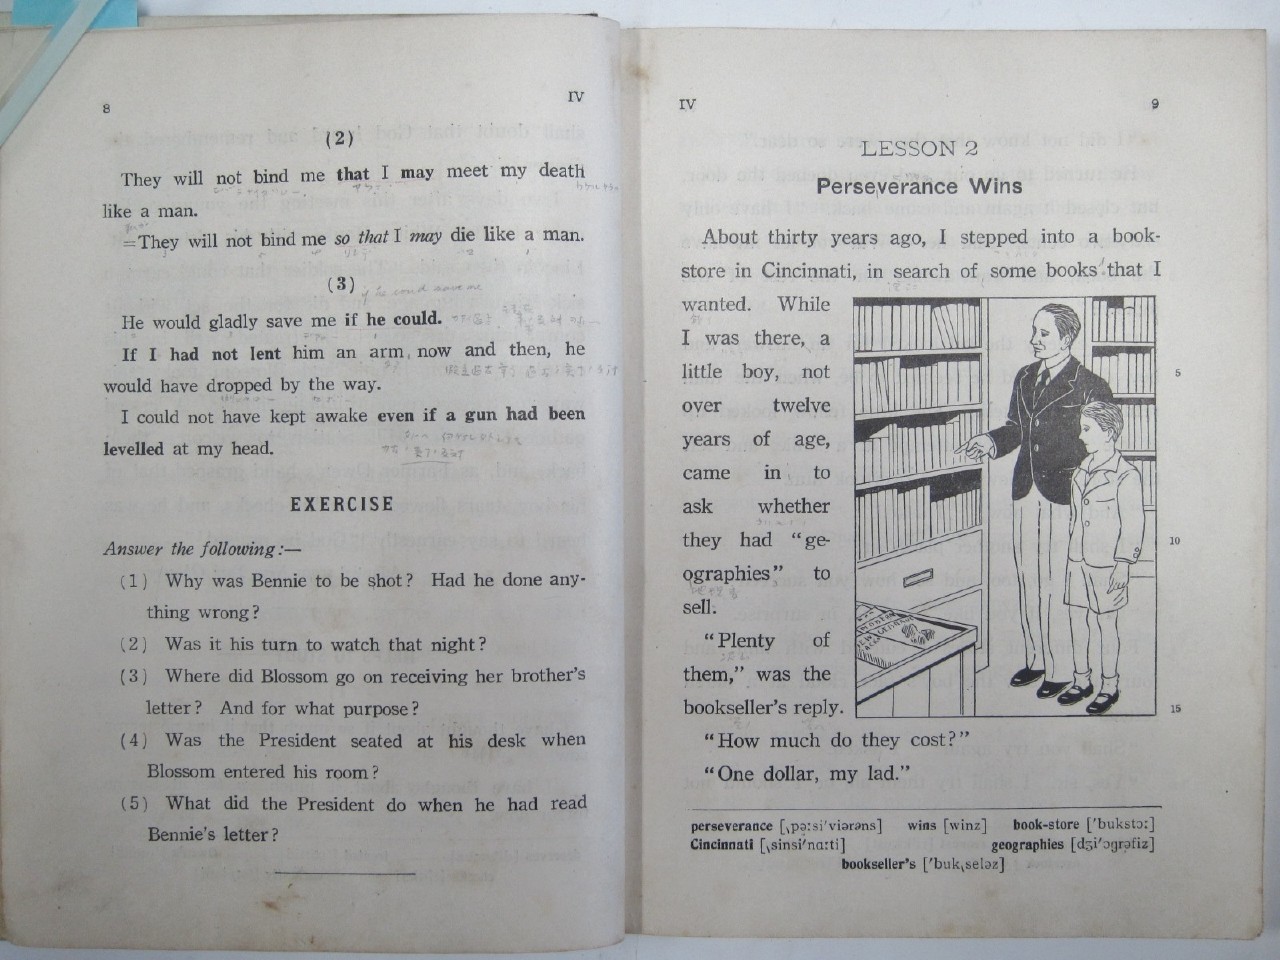 8
IV
(2)
They will not bind me that I may meet my death
like a man.
=They will not bind me so that I may die like a man.
(3)
He would gladly save me if he could.
If I had not lent him an arm now and then, he
would have dropped by the way.
I could not have kept awake even if a gun had been
levelled at my head.
EXERCISE
Answer the following:—
(1) Why was Bennie to be shot? Had he done any-
thing wrong?
(2) Was it his turn to watch that night?
(3) Where did Blossom go on receiving her brother's
letter? And for what purpose?
(4) Was the President seated at his desk when
Blossom entered his room?
(5) What did the President do when he had read
Bennie's letter?
IV
9
LESSON 2
Perseverance Wins
About thirty years ago, I stepped into a book-
store in Cincinnati, in search of some books that I
wanted. While
I was there, a
little boy, not
5
over twelve
years of age,
came in to
ask whether
they had "ge-
10
ographies" to
sell.
"Plenty of
them," was the
bookseller's reply.
15
"How much do they cost?"
"One dollar, my lad."
perseverance [ˌpəːsi'viərəns] wins [winz] book-store ['bukstɔː]
Cincinnati [ˌsinsi'nɑːti] geographies [dʒi'ɔgrəfiz]
bookseller's ['bukˌseləz]